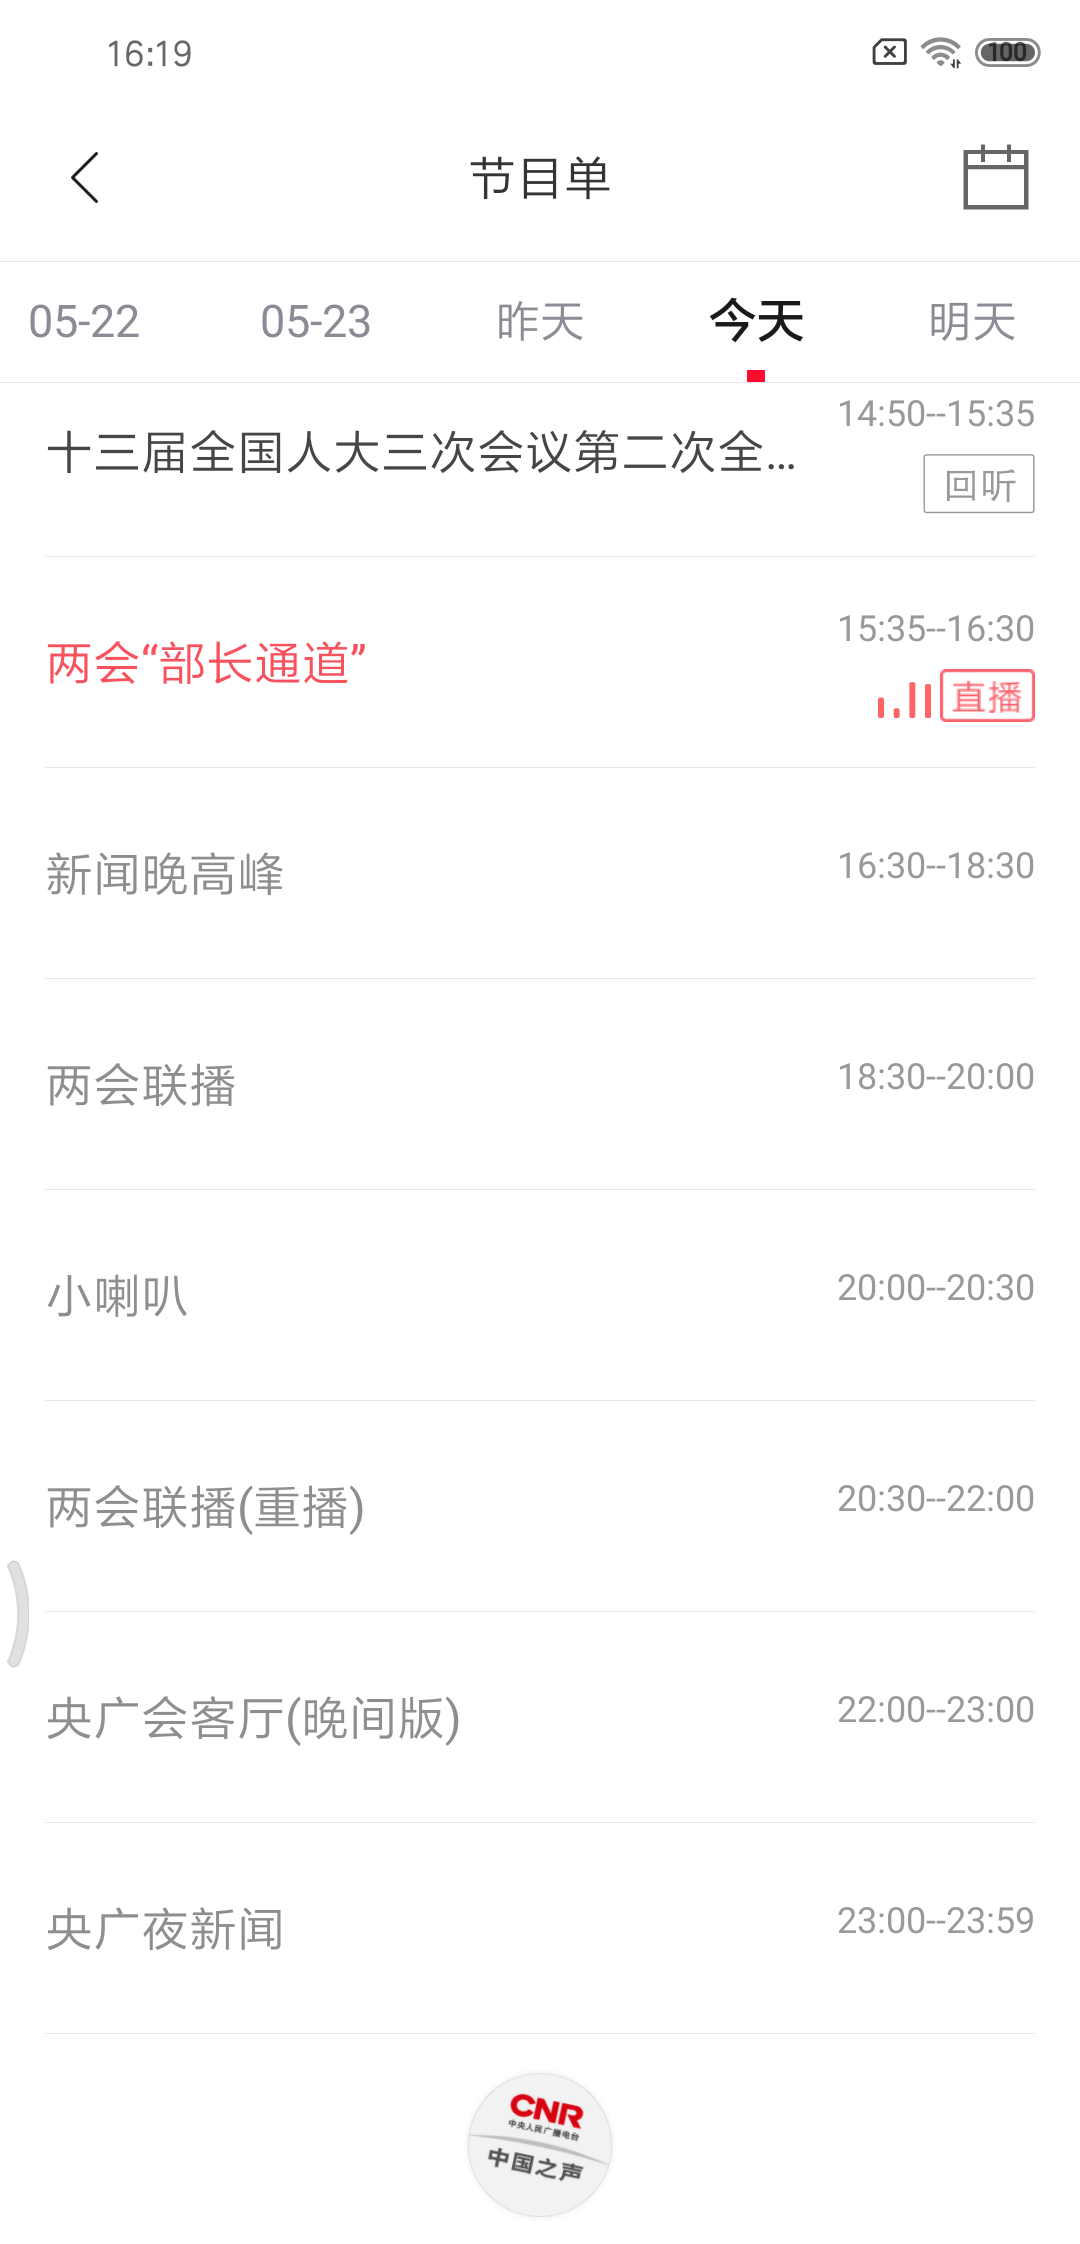 16:19
100
节目单
05-22
05-23
昨天
今天
明天
十三届全国人大三次会议第二次全...
14:50--15:35
回听
两会“部长通道”
15:35--16:30
直播
新闻晚高峰
16:30--18:30
两会联播
18:30--20:00
小喇叭
20:00--20:30
两会联播(重播)
20:30--22:00
央广会客厅(晚间版)
22:00--23:00
央广夜新闻
23:00--23:59
CNR
中央人民广播电台
中国之声